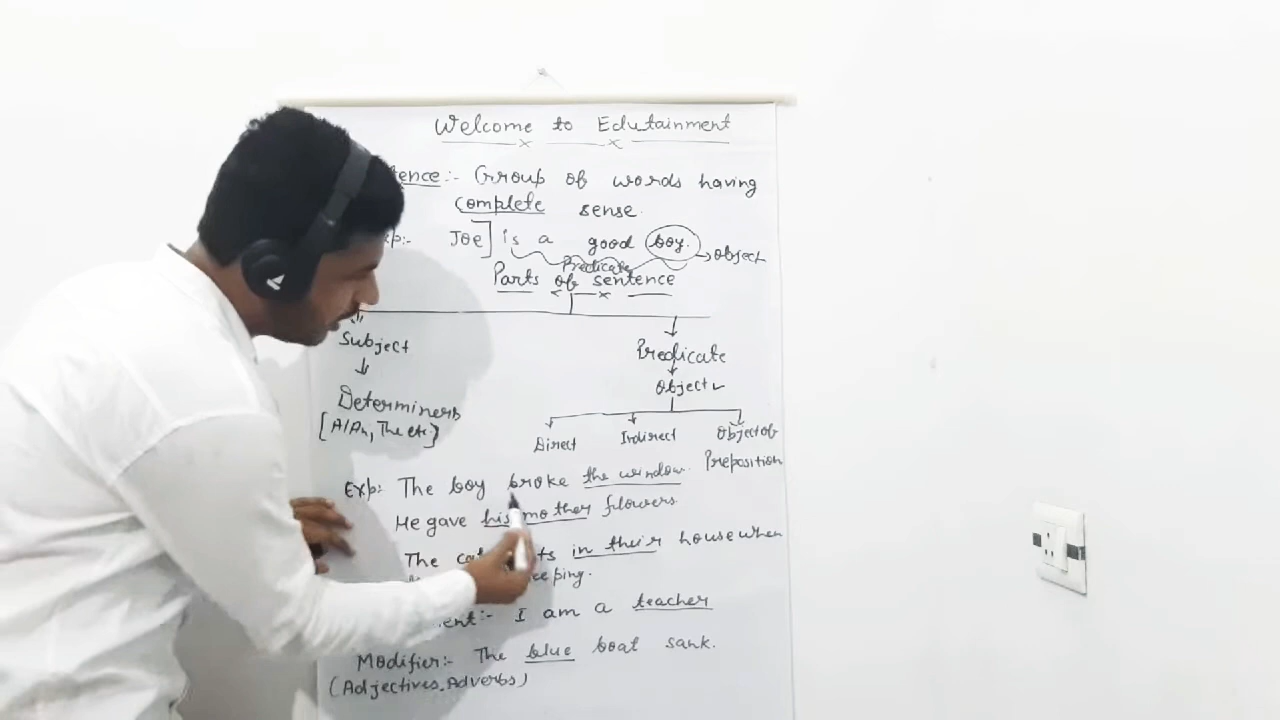 Welcome to Edutainment
tence:- Group of words having
complete sense.
xp:- Joe] is a good boy. → object
Predicate
Parts of sentence
Subject
Predicate
Object
Determiners
[A/An, The etc.}
Direct Indirect Object of
Preposition
Exp:- The boy broke the window.
He gave his mother flowers.
The cat in their house when
eeping.
ent:- I am a teacher
Modifier:- The blue boat sank.
(Adjectives, Adverbs)